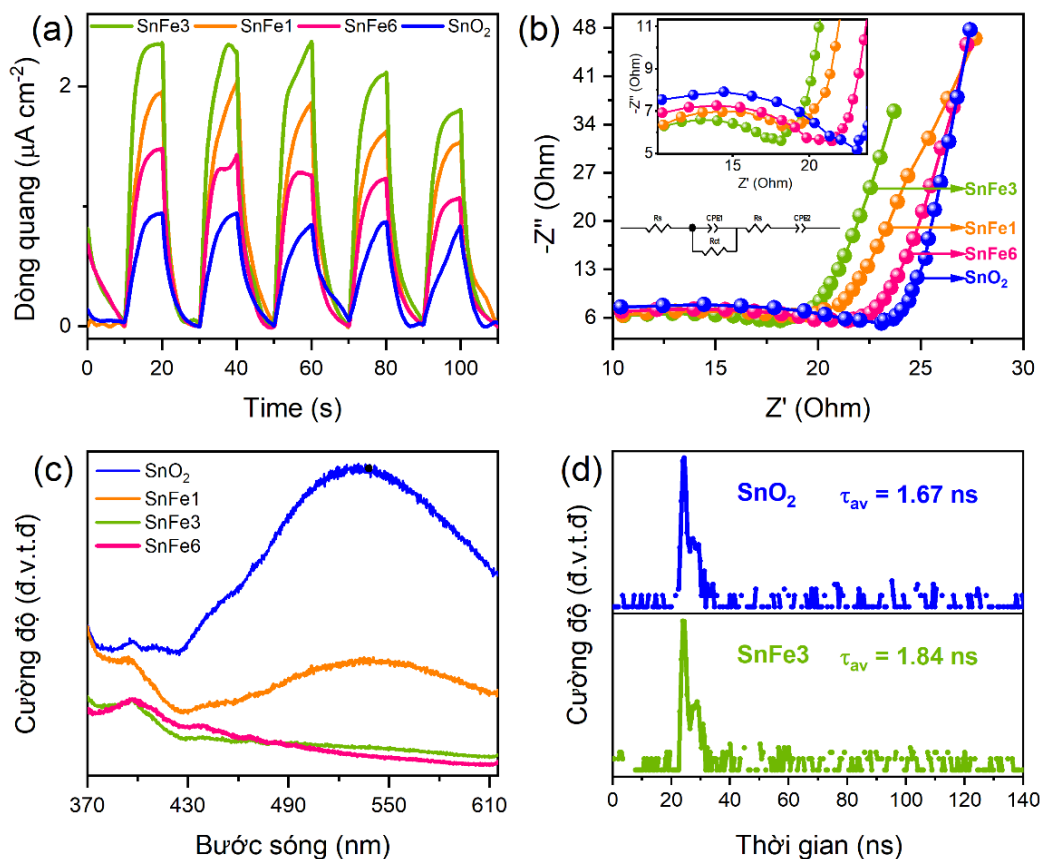 (a)
SnFe3 SnFe1 SnFe6 SnO₂
Dòng quang (µA cm⁻²)
2
0
0 20 40 60 80 100
Time (s)
(b)
48
41
34
27
20
13
6
-Z'' (Ohm)
11
9
7
5
-Z'' (Ohm)
15 20
Z' (Ohm)
Rs CPE1 Rs CPE2
Rct
SnFe3
SnFe1
SnFe6
SnO₂
10 15 20 25 30
Z' (Ohm)
(c)
SnO₂
SnFe1
SnFe3
SnFe6
Cường độ (đ.v.t.đ)
370 430 490 550 610
Bước sóng (nm)
(d)
SnO₂ τav = 1.67 ns
SnFe3 τav = 1.84 ns
Cường độ (đ.v.t.đ)
0 20 40 60 80 100 120 140
Thời gian (ns)